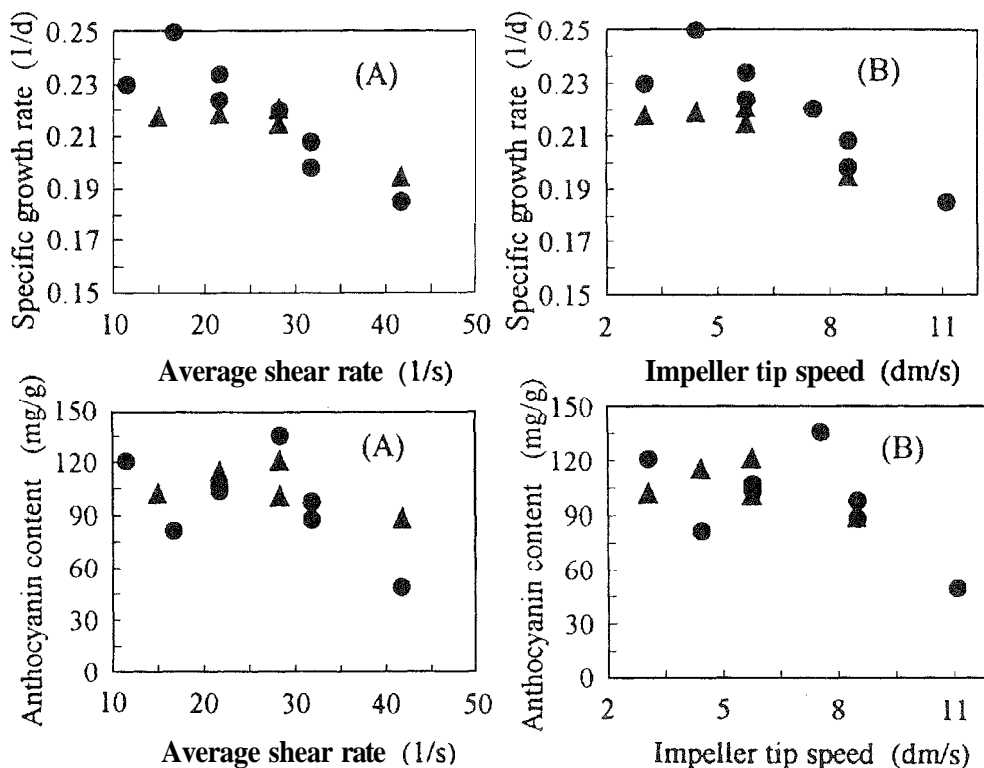 Specific growth rate (1/d)
0.25
0.23
0.21
0.19
0.17
0.15
(A)
10 20 30 40 50
Average shear rate (1/s)
Specific growth rate (1/d)
0.25
0.23
0.21
0.19
0.17
0.15
(B)
2 5 8 11
Impeller tip speed (dm/s)
Anthocyanin content (mg/g)
150
120
90
60
30
0
(A)
10 20 30 40 50
Average shear rate (1/s)
Anthocyanin content (mg/g)
150
120
90
60
30
0
(B)
2 5 8 11
Impeller tip speed (dm/s)